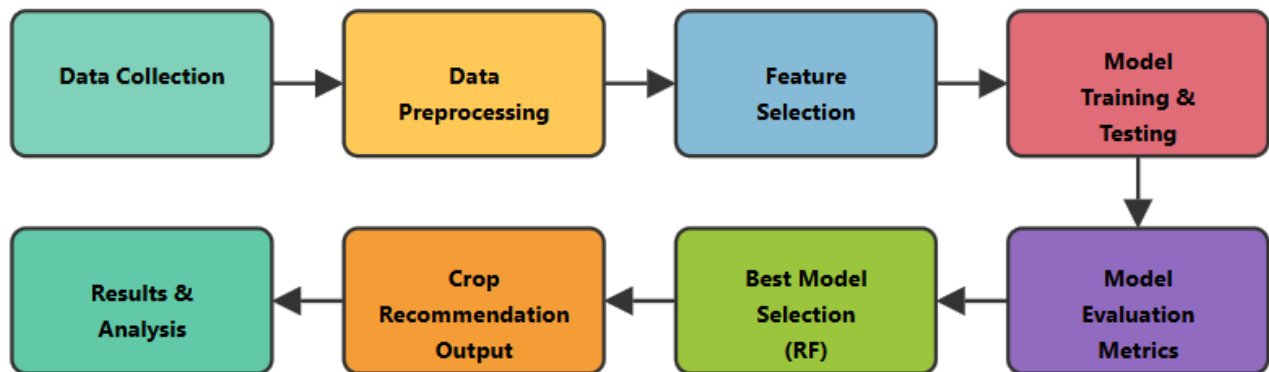 Data Collection
Data
Preprocessing
Feature
Selection
Model
Training &
Testing
Model
Evaluation
Metrics
Best Model
Selection
(RF)
Crop
Recommendation
Output
Results &
Analysis